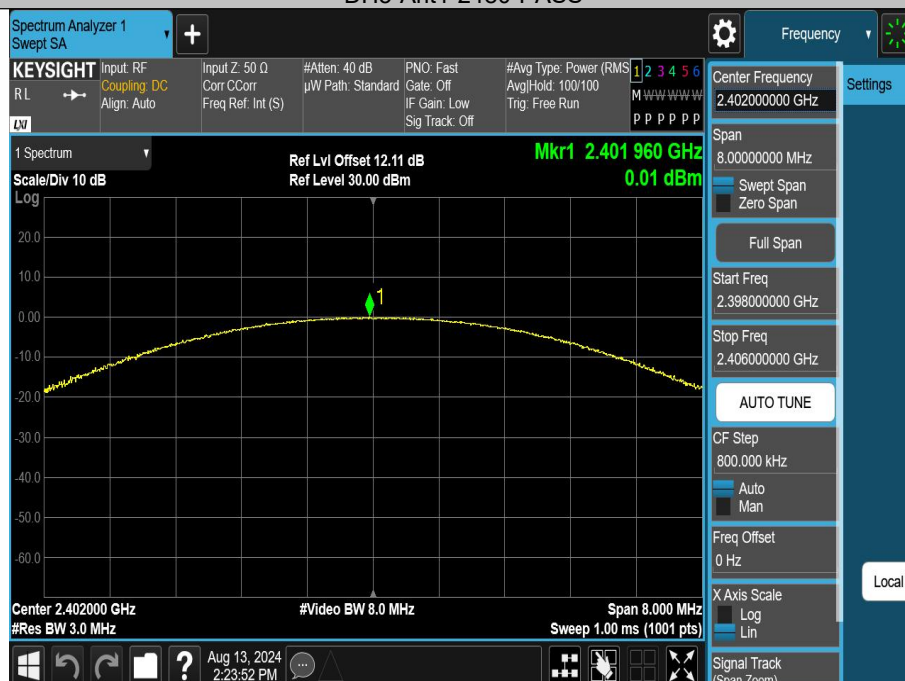 Spectrum Analyzer 1
Swept SA
Frequency
KEYSIGHT
RL
LXI
Input: RF
Coupling: DC
Align: Auto
Input Z: 50 Ω
Corr CCorr
Freq Ref: Int (S)
#Atten: 40 dB
µW Path: Standard
PNO: Fast
Gate: Off
IF Gain: Low
Sig Track: Off
#Avg Type: Power (RMS
Avg|Hold: 100/100
Trig: Free Run
1 2 3 4 5 6
M W W W W W
P P P P P P
1 Spectrum
Scale/Div 10 dB
Log
Ref Lvl Offset 12.11 dB
Ref Level 30.00 dBm
Mkr1 2.401 960 GHz
0.01 dBm
20.0
10.0
0.00
-10.0
-20.0
-30.0
-40.0
-50.0
-60.0
1
Center 2.402000 GHz
#Res BW 3.0 MHz
#Video BW 8.0 MHz
Span 8.000 MHz
Sweep 1.00 ms (1001 pts)
Aug 13, 2024
2:23:52 PM
Center Frequency
2.402000000 GHz
Span
8.00000000 MHz
Swept Span
Zero Span
Full Span
Start Freq
2.398000000 GHz
Stop Freq
2.406000000 GHz
AUTO TUNE
CF Step
800.000 kHz
Auto
Man
Freq Offset
0 Hz
X Axis Scale
Log
Lin
Signal Track
(Span Zoom)
Settings
Local